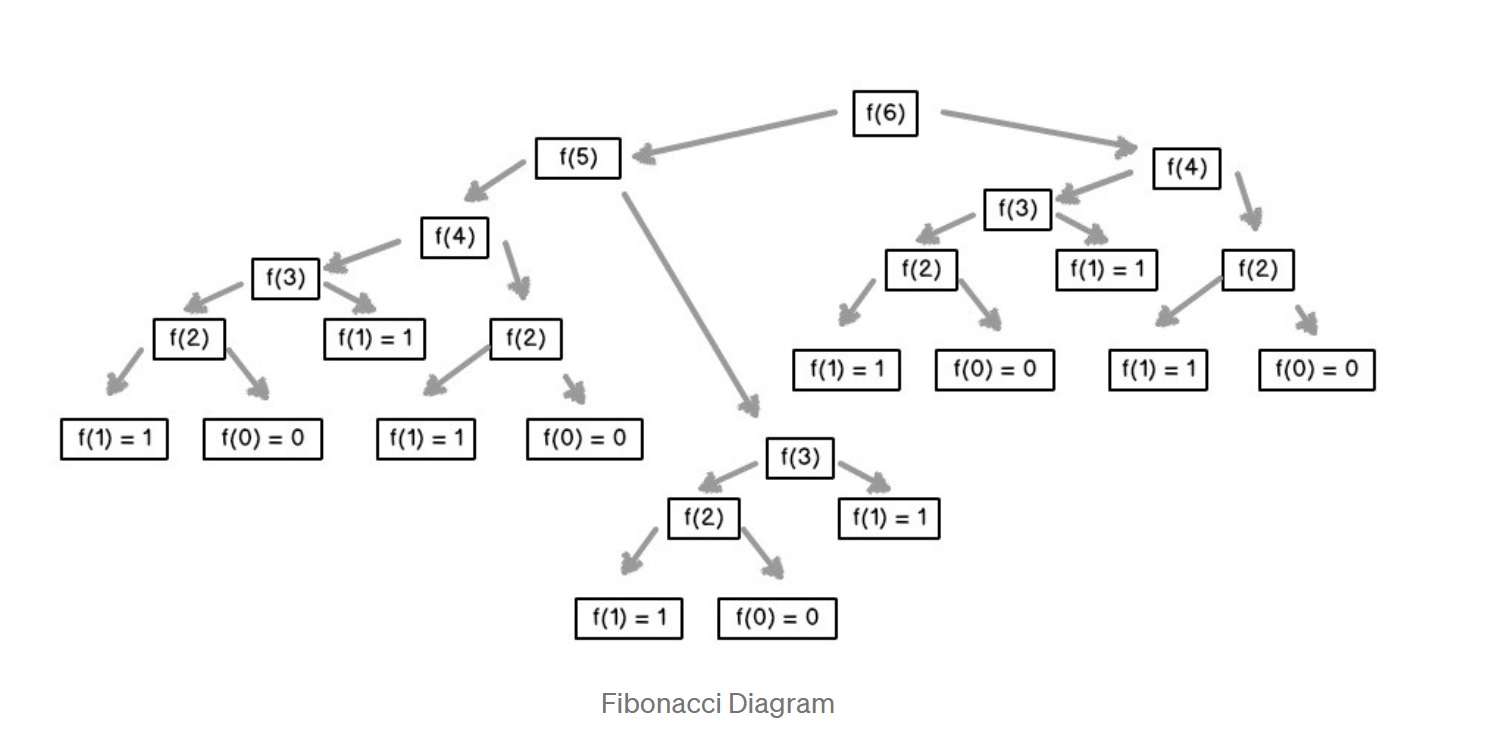 f(6)
f(5)
f(4)
f(3)
f(4)
f(2)
f(1) = 1
f(2)
f(3)
f(2)
f(1) = 1
f(2)
f(1) = 1
f(0) = 0
f(1) = 1
f(0) = 0
f(1) = 1
f(0) = 0
f(1) = 1
f(0) = 0
f(3)
f(2)
f(1) = 1
f(1) = 1
f(0) = 0
Fibonacci Diagram